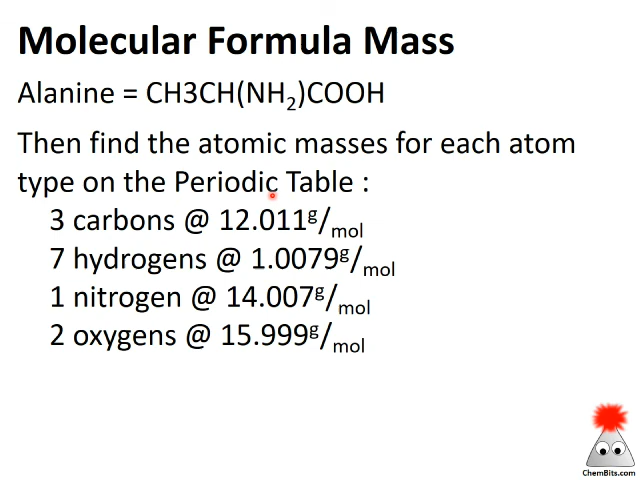 Molecular Formula Mass
Alanine = CH3CH(NH₂)COOH
Then find the atomic masses for each atom
type on the Periodic Table :
3 carbons @ 12.011ᵍ/mol
7 hydrogens @ 1.0079ᵍ/mol
1 nitrogen @ 14.007ᵍ/mol
2 oxygens @ 15.999ᵍ/mol
ChemBits.com